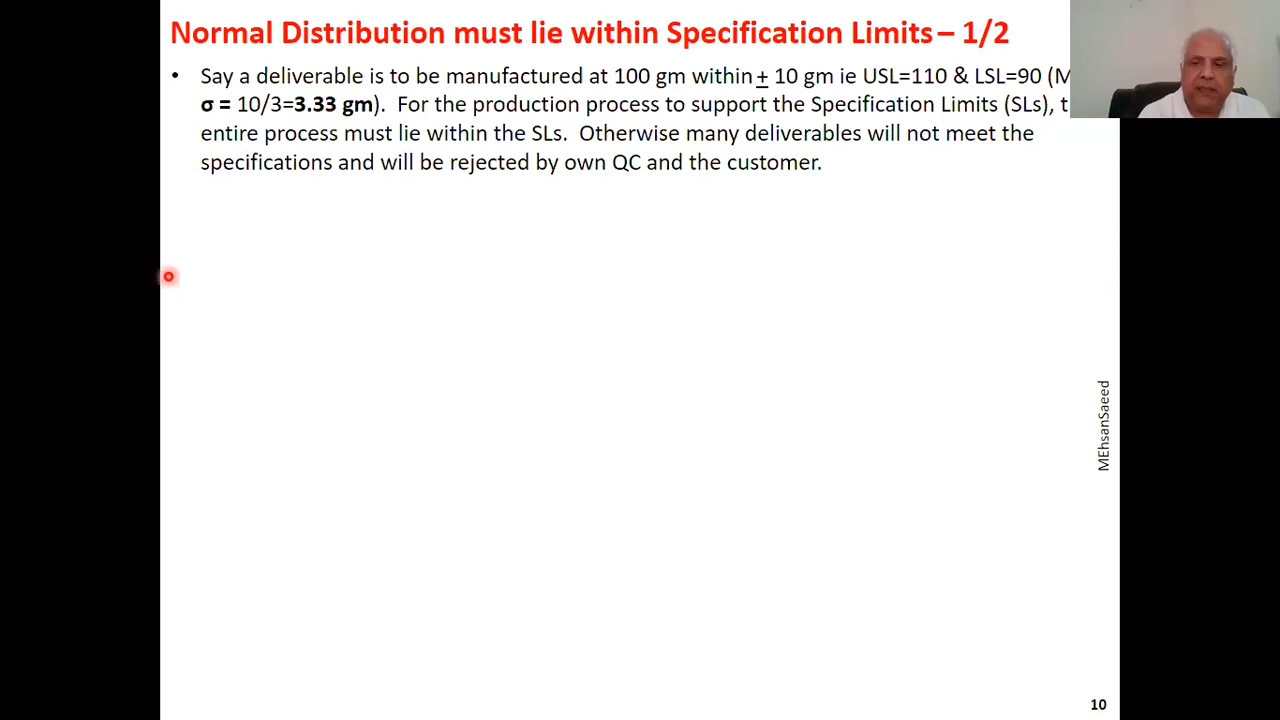 Normal Distribution must lie within Specification Limits – 1/2
• Say a deliverable is to be manufactured at 100 gm within + 10 gm ie USL=110 & LSL=90 (M
σ = 10/3=3.33 gm). For the production process to support the Specification Limits (SLs), t
entire process must lie within the SLs. Otherwise many deliverables will not meet the
specifications and will be rejected by own QC and the customer.
MEhsanSaeed
10